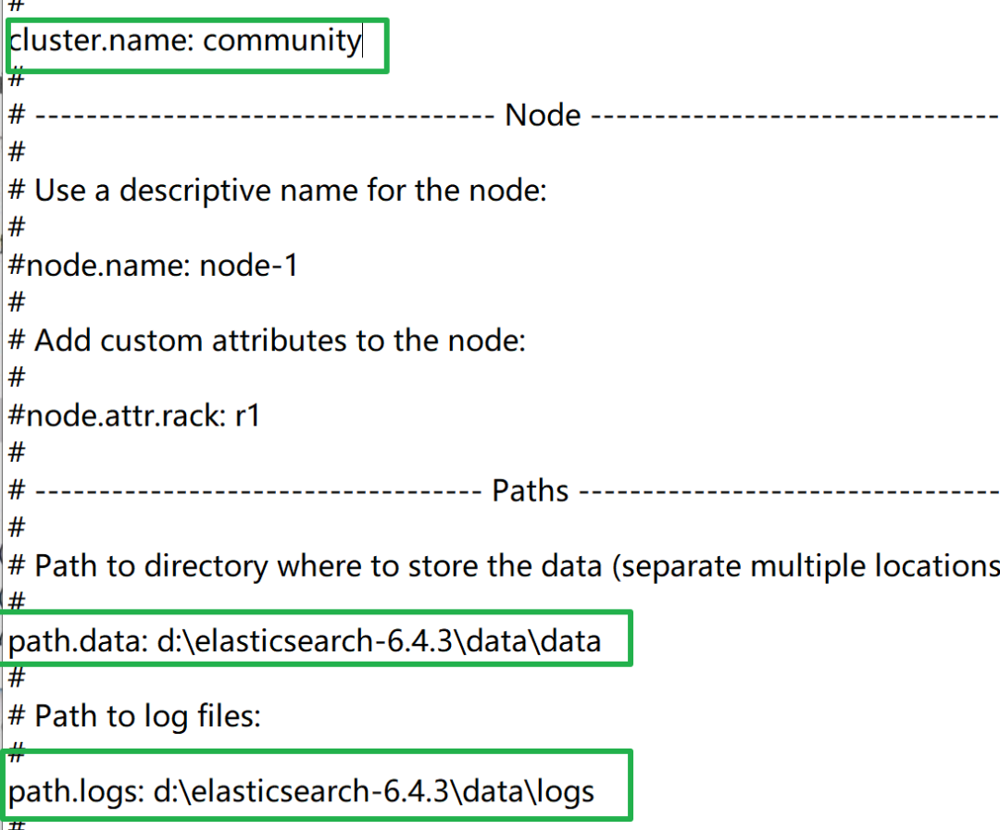 #
cluster.name: community
#
# ----------------------------------- Node -------------------------------
#
# Use a descriptive name for the node:
#
#node.name: node-1
#
# Add custom attributes to the node:
#
#node.attr.rack: r1
#
# ---------------------------------- Paths --------------------------------
#
# Path to directory where to store the data (separate multiple locations
#
path.data: d:\elasticsearch-6.4.3\data\data
#
# Path to log files:
#
path.logs: d:\elasticsearch-6.4.3\data\logs
#